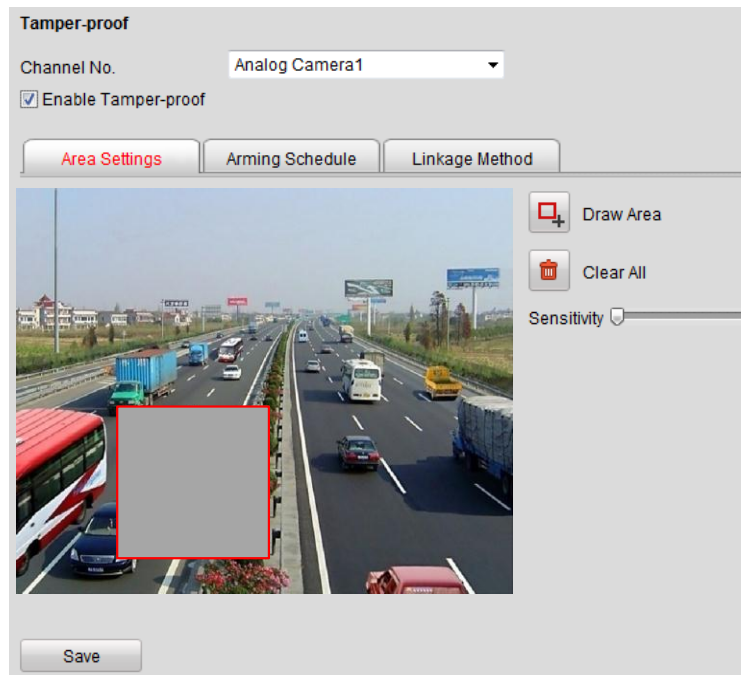 Tamper-proof
Channel No. Analog Camera1
Enable Tamper-proof
Area Settings Arming Schedule Linkage Method
Draw Area
Clear All
Sensitivity
Save